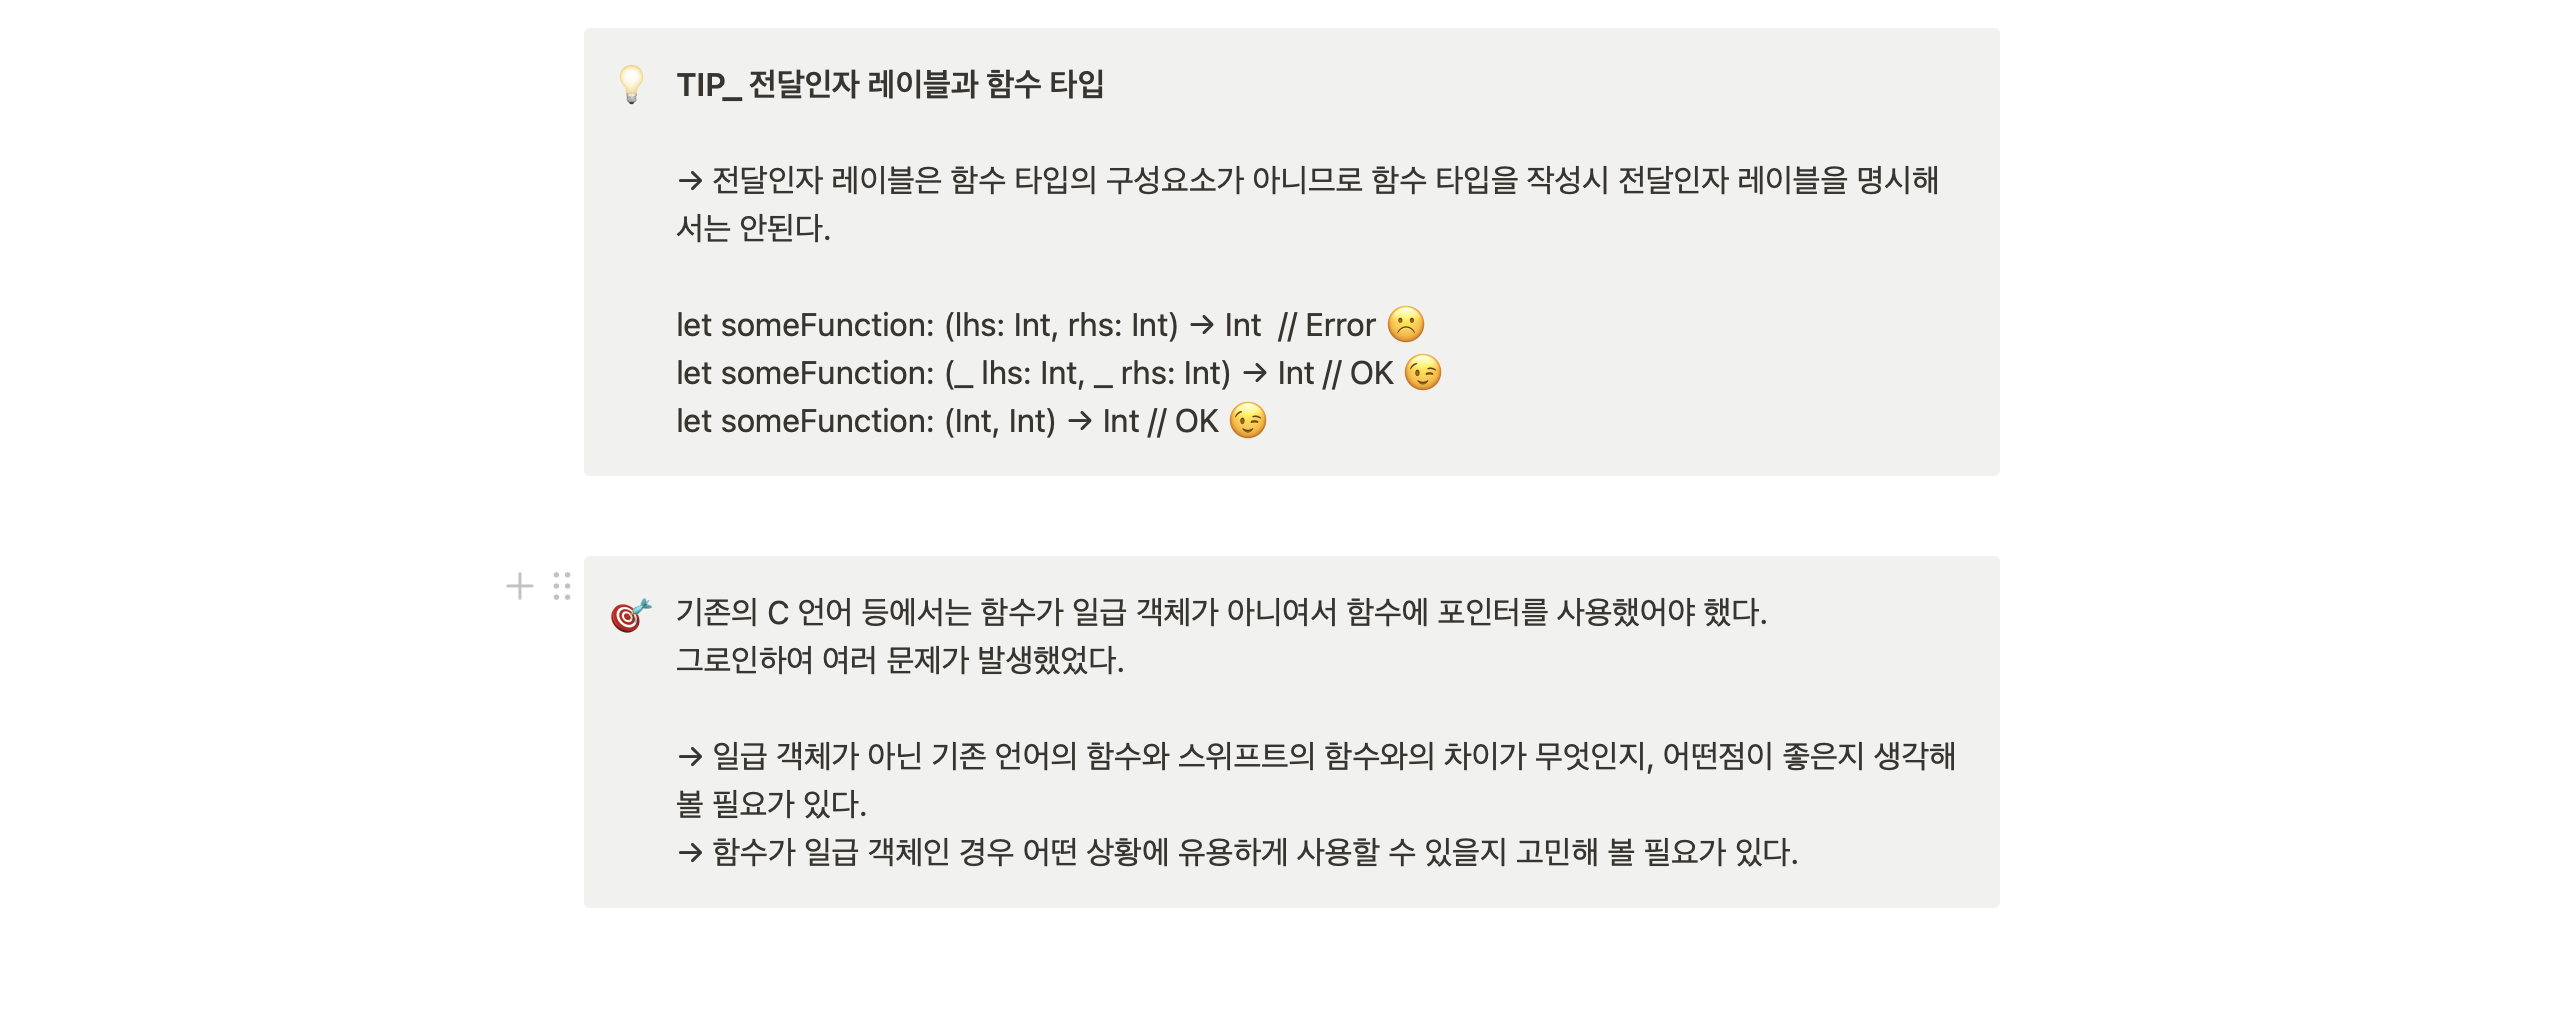 TIP_ 전달인자 레이블과 함수 타입
→ 전달인자 레이블은 함수 타입의 구성요소가 아니므로 함수 타입을 작성시 전달인자 레이블을 명시해
서는 안된다.
let someFunction: (lhs: Int, rhs: Int) → Int // Error ☹️
let someFunction: (_ lhs: Int, _ rhs: Int) → Int // OK 😉
let someFunction: (Int, Int) → Int // OK 😉
기존의 C 언어 등에서는 함수가 일급 객체가 아니여서 함수에 포인터를 사용했어야 했다.
그로인하여 여러 문제가 발생했었다.
→ 일급 객체가 아닌 기존 언어의 함수와 스위프트의 함수와의 차이가 무엇인지, 어떤점이 좋은지 생각해
볼 필요가 있다.
→ 함수가 일급 객체인 경우 어떤 상황에 유용하게 사용할 수 있을지 고민해 볼 필요가 있다.